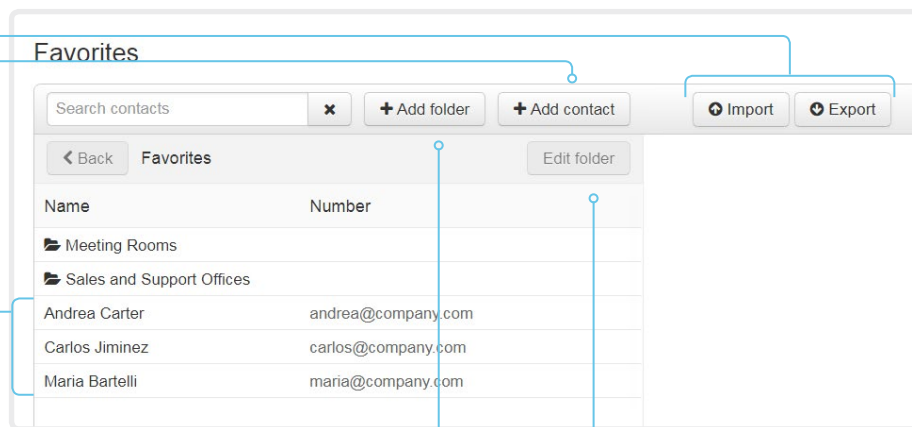 Favorites
Search contacts
Add folder
Add contact
Import
Export
Back
Favorites
Edit folder
Name Number
Meeting Rooms
Sales and Support Offices
Andrea Carter andrea@company.com
Carlos Jiminez carlos@company.com
Maria Bartelli maria@company.com